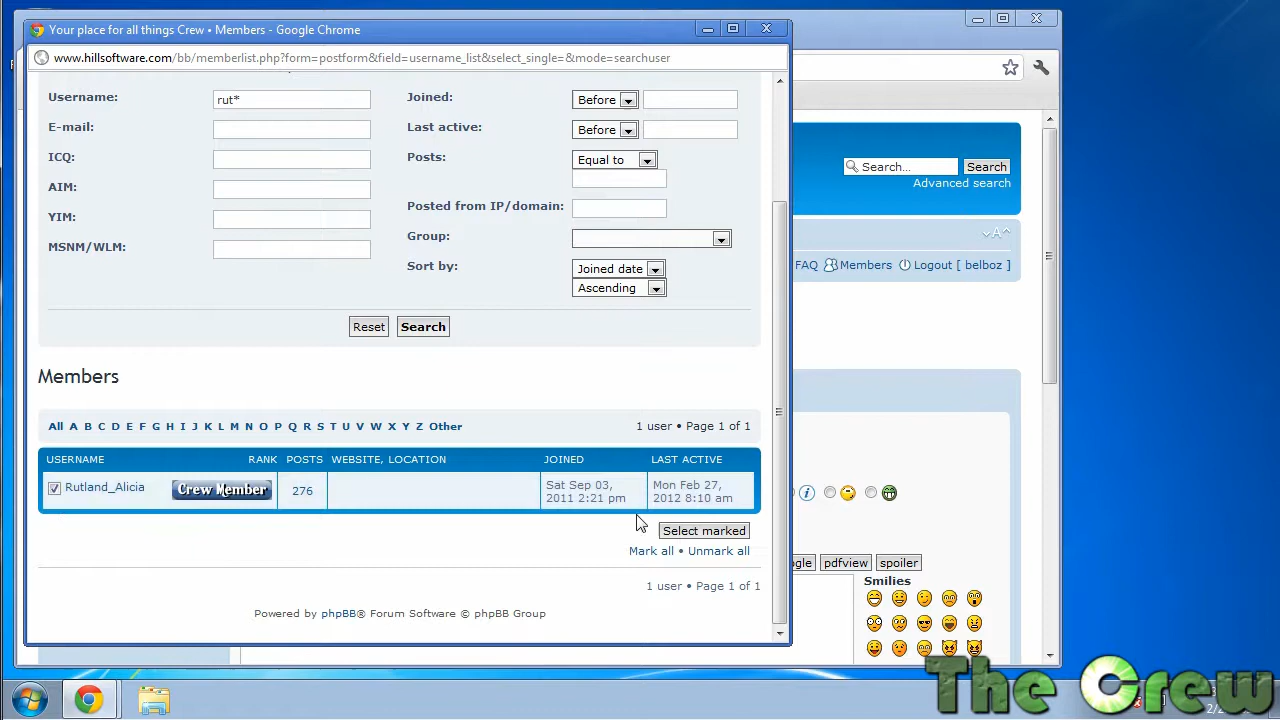 Your place for all things Crew • Members - Google Chrome
www.hillsoftware.com/bb/memberlist.php?form=postform&field=username_list&select_single=&mode=searchuser
Username: rut* Joined: Before
E-mail: Last active: Before
ICQ: Posts: Equal to
AIM:
YIM: Posted from IP/domain:
MSNM/WLM: Group:
Sort by: Joined date
Ascending
Reset Search
Members
All A B C D E F G H I J K L M N O P Q R S T U V W X Y Z Other 1 user • Page 1 of 1
USERNAME RANK POSTS WEBSITE, LOCATION JOINED LAST ACTIVE
Rutland_Alicia Crew Member 276 Sat Sep 03, 2011 2:21 pm Mon Feb 27, 2012 8:10 am
Select marked
Mark all • Unmark all
1 user • Page 1 of 1
Powered by phpBB® Forum Software © phpBB Group
Search... Search
Advanced search
FAQ Members Logout [ belboz ]
pdfview spoiler
Smilies
The Crew